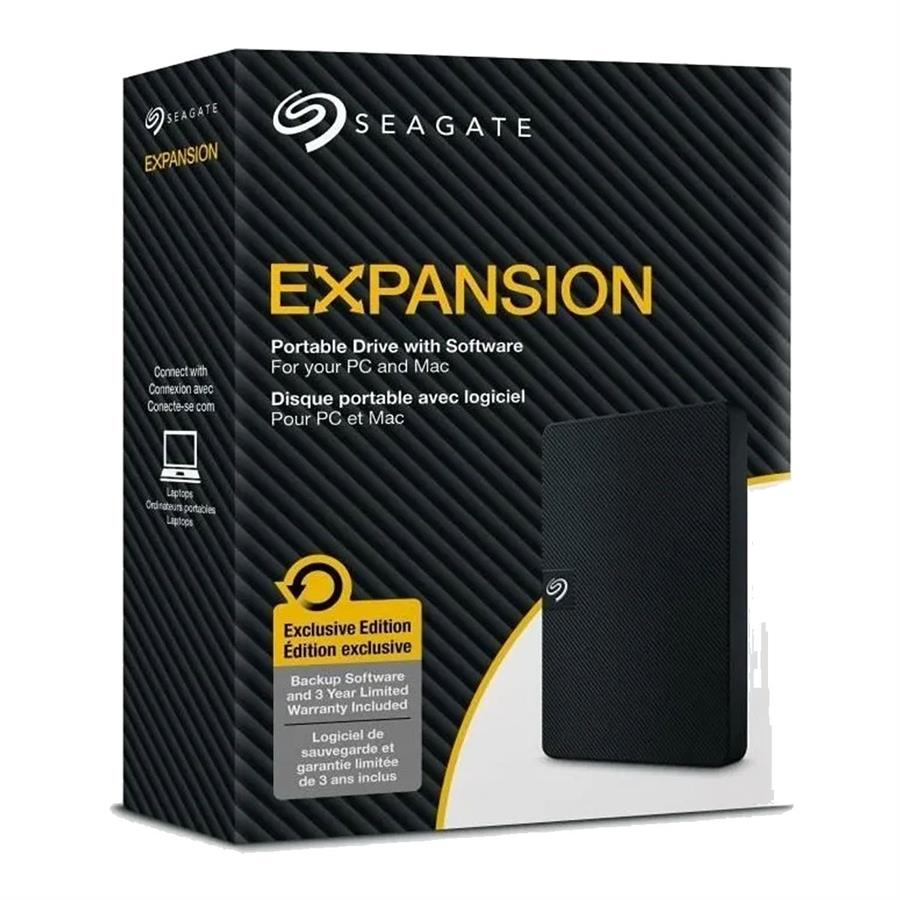 SEAGATE
EXPANSION
Connect with
Connexion avec
Conecte-se com
Laptops
Ordinateurs portables
Laptops
SEAGATE
EXPANSION
Portable Drive with Software
For your PC and Mac
Disque portable avec logiciel
Pour PC et Mac
Exclusive Edition
Édition exclusive
Backup Software
and 3 Year Limited
Warranty Included
Logiciel de
sauvegarde et
garantie limitée
de 3 ans inclus